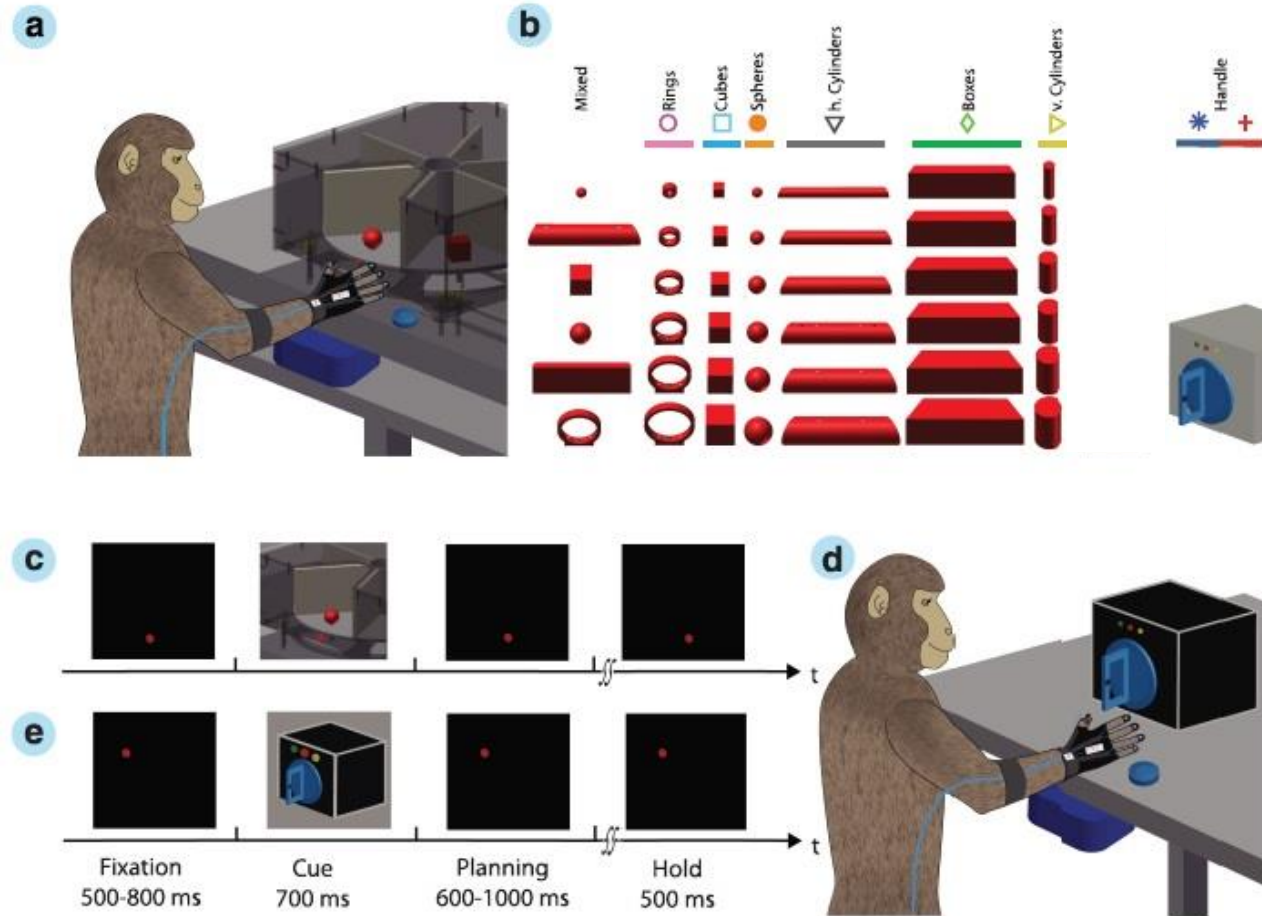 a
b
Mixed
Rings
Cubes
Spheres
h. Cylinders
Boxes
v. Cylinders
Handle
c
t
d
e
t
Fixation
500-800 ms
Cue
700 ms
Planning
600-1000 ms
Hold
500 ms